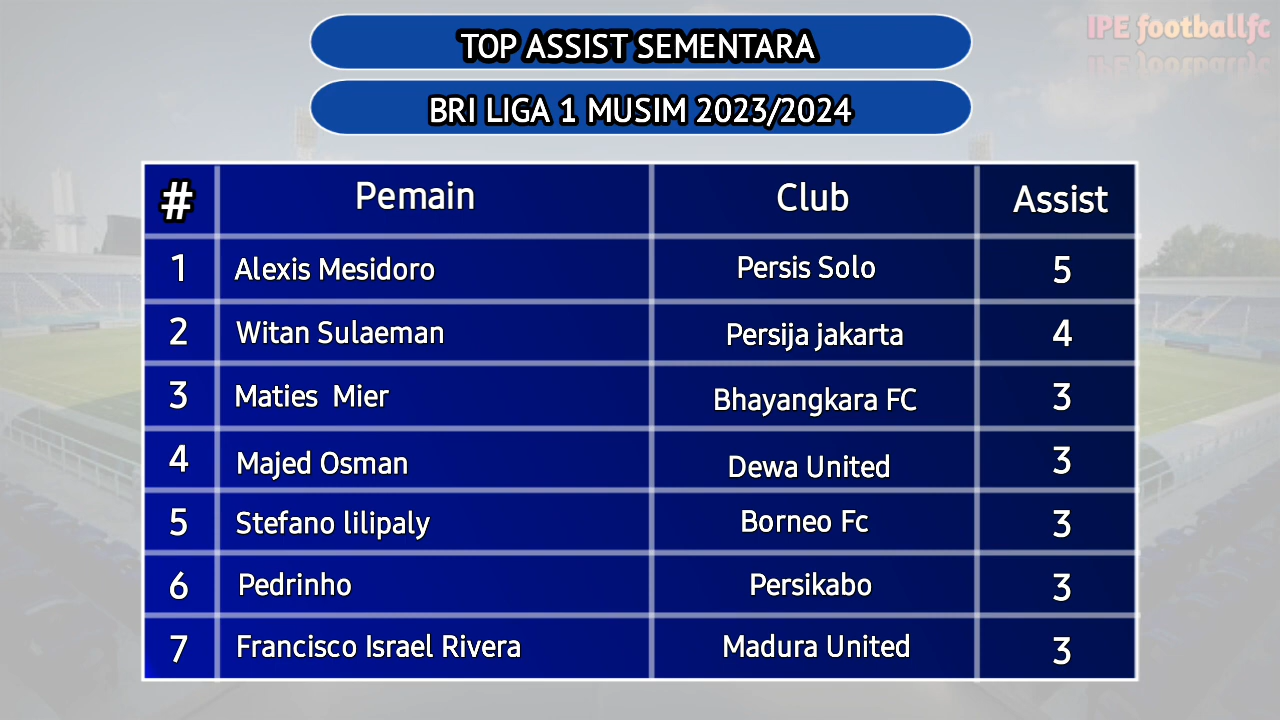 IPE footballfc
TOP ASSIST SEMENTARA
BRI LIGA 1 MUSIM 2023/2024
# Pemain Club Assist
1 Alexis Mesidoro Persis Solo 5
2 Witan Sulaeman Persija jakarta 4
3 Maties Mier Bhayangkara FC 3
4 Majed Osman Dewa United 3
5 Stefano lilipaly Borneo Fc 3
6 Pedrinho Persikabo 3
7 Francisco Israel Rivera Madura United 3